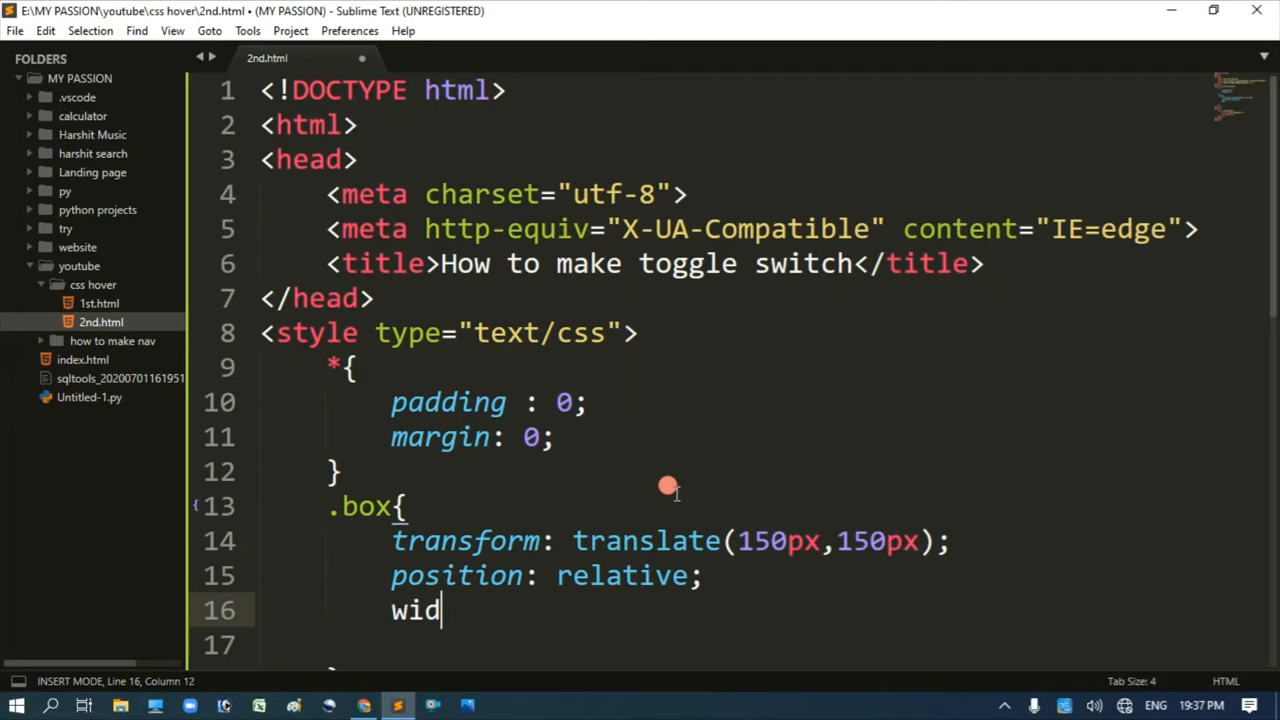 E:\MY PASSION\youtube\css hover\2nd.html • (MY PASSION) - Sublime Text (UNREGISTERED)
File Edit Selection Find View Goto Tools Project Preferences Help
FOLDERS
MY PASSION
.vscode
calculator
Harshit Music
harshit search
Landing page
py
python projects
try
website
youtube
css hover
1st.html
2nd.html
how to make nav
index.html
sqltools_20200701161951
Untitled-1.py
2nd.html
1 <!DOCTYPE html>
2 <html>
3 <head>
4 <meta charset="utf-8">
5 <meta http-equiv="X-UA-Compatible" content="IE=edge">
6 <title>How to make toggle switch</title>
7 </head>
8 <style type="text/css">
9 *{
10 padding : 0;
11 margin: 0;
12 }
{ 13 .box{
14 transform: translate(150px,150px);
15 position: relative;
16 wid
17
INSERT MODE, Line 16, Column 12
Tab Size: 4
HTML
ENG
19:37 PM